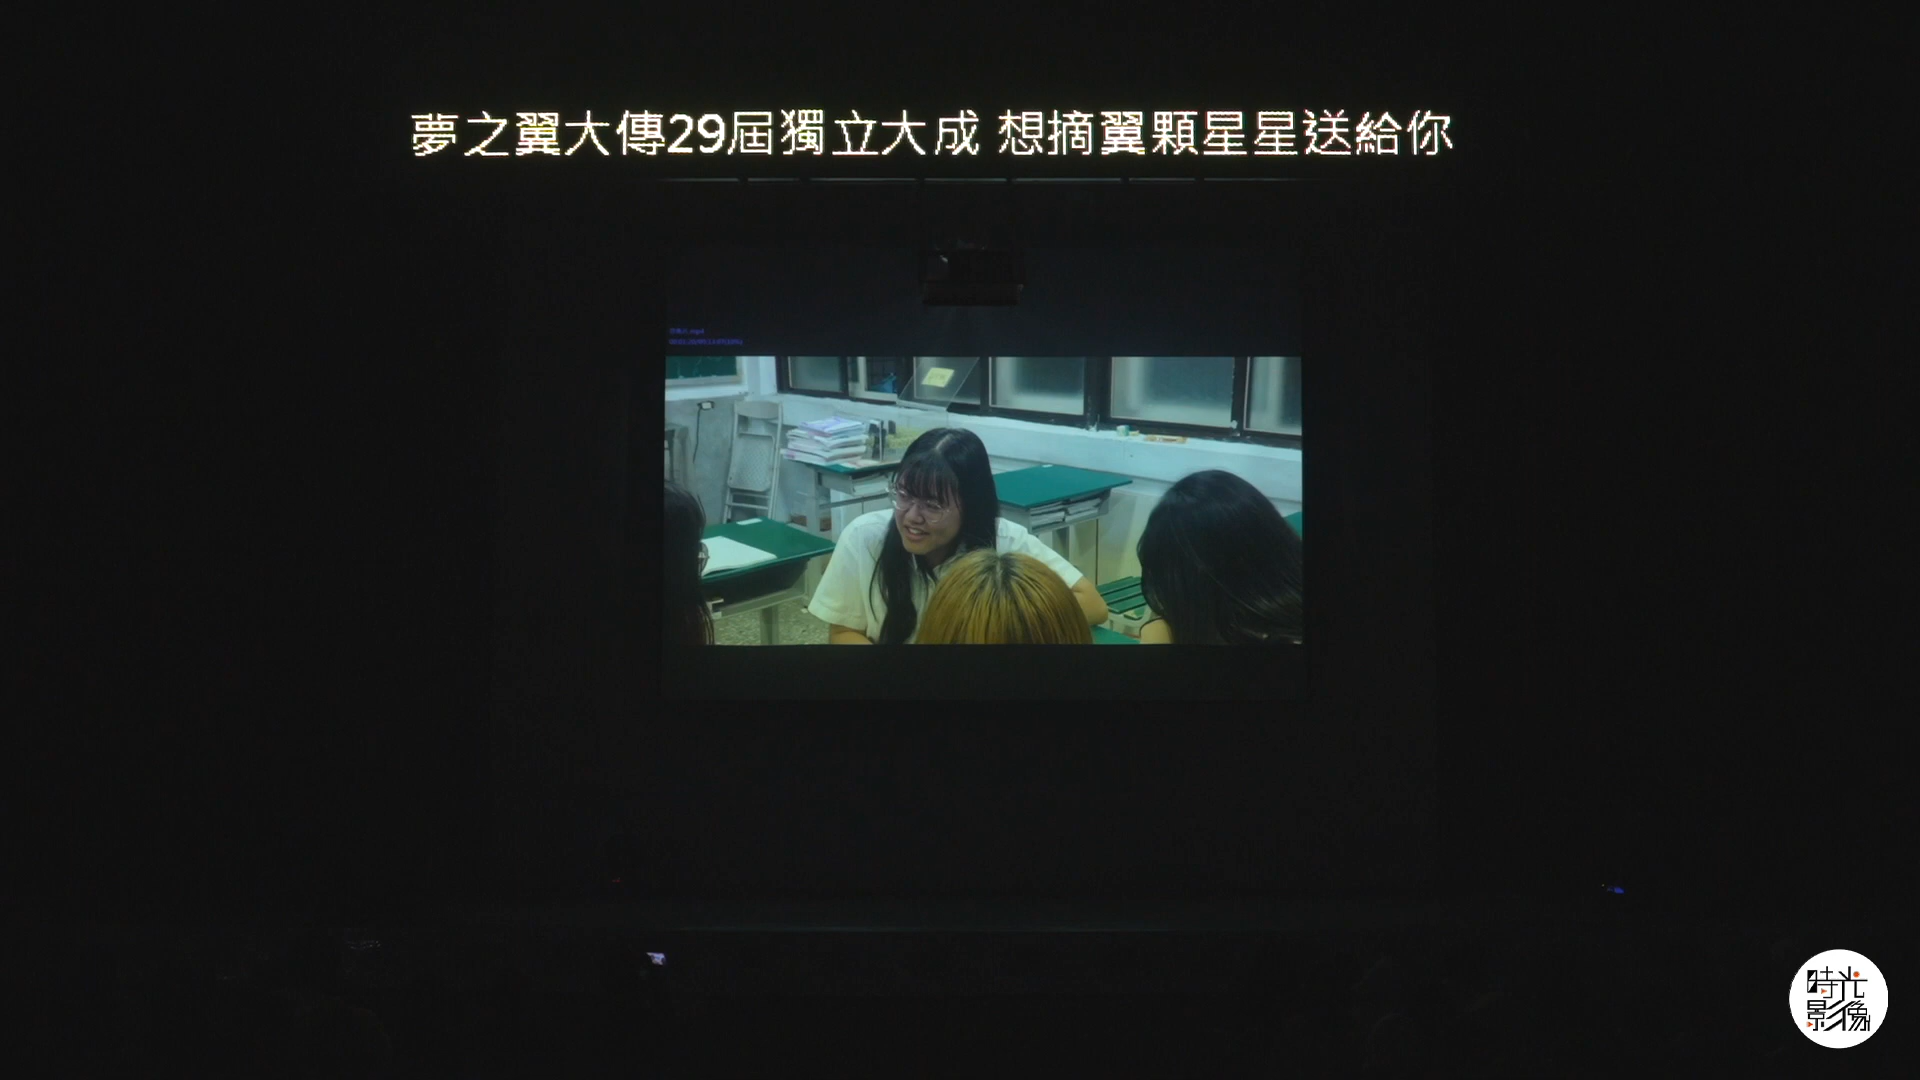 夢之翼大傳29屆獨立大成 想摘翼顆星星送給你
時光
影像